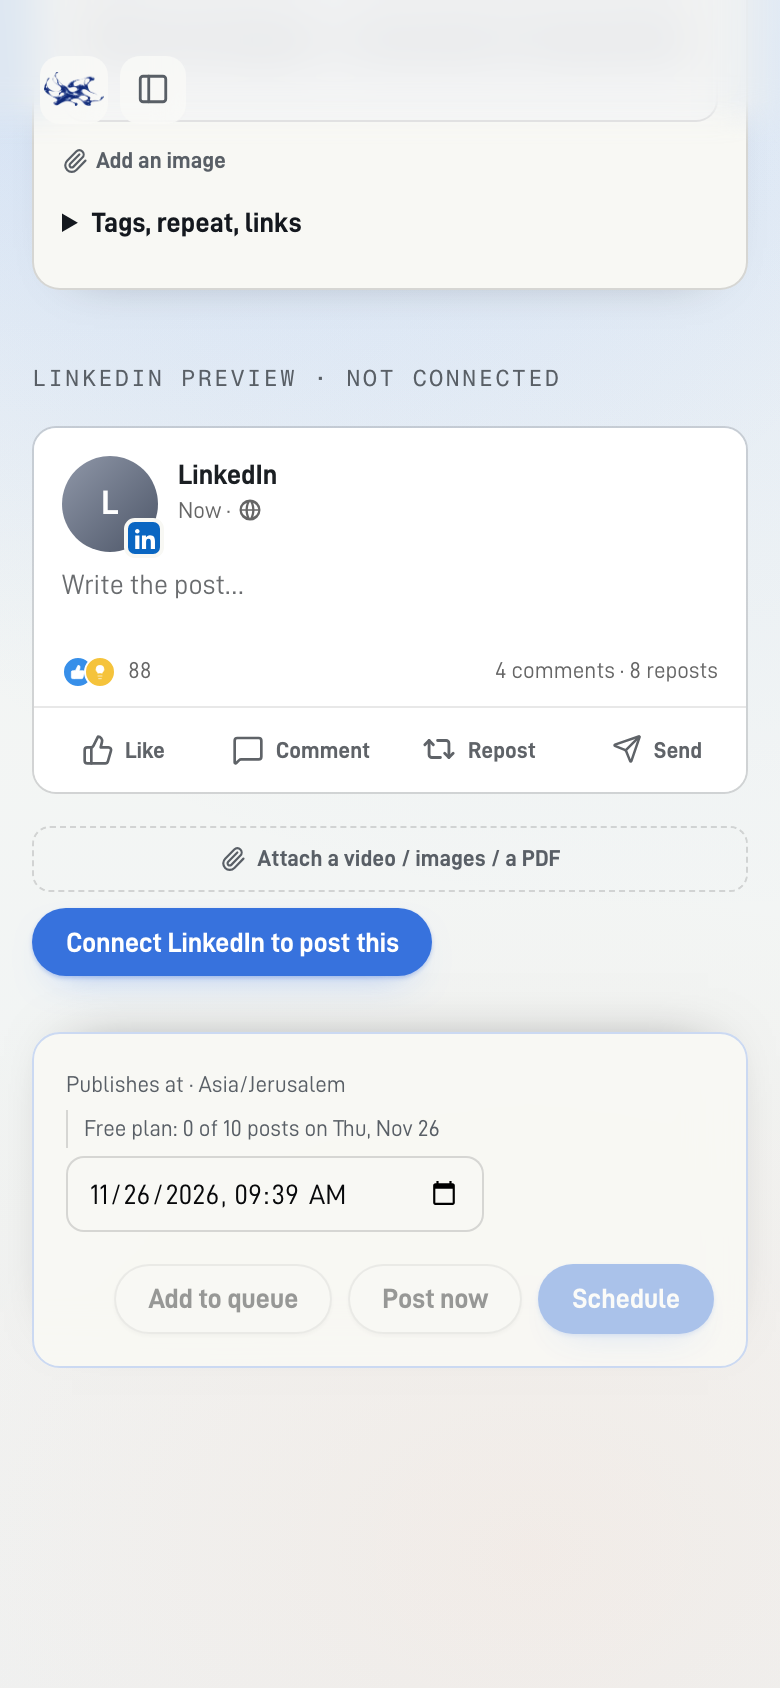 Add an image
Tags, repeat, links
LINKEDIN PREVIEW · NOT CONNECTED
L
in
LinkedIn
Now ·
Write the post...
88
4 comments · 8 reposts
Like
Comment
Repost
Send
Attach a video / images / a PDF
Connect LinkedIn to post this
Publishes at · Asia/Jerusalem
Free plan: 0 of 10 posts on Thu, Nov 26
11/26/2026, 09:39 AM
Add to queue
Post now
Schedule